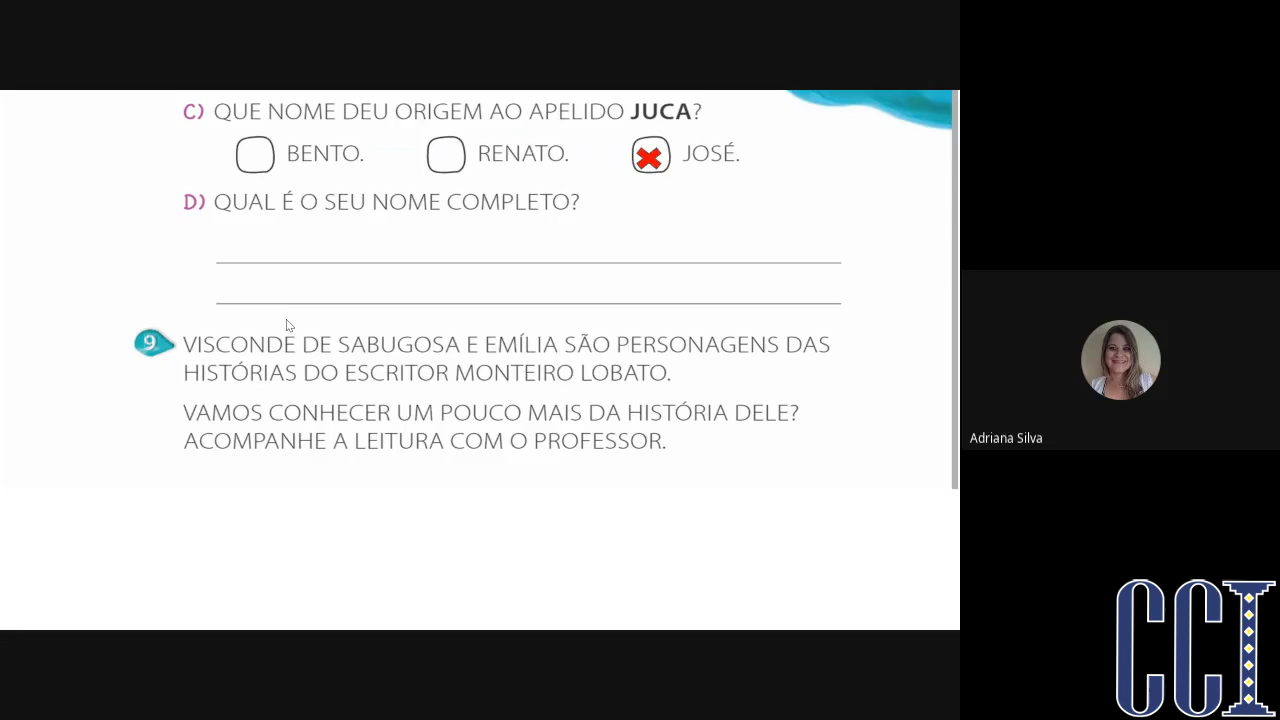 C) QUE NOME DEU ORIGEM AO APELIDO JUCA?
BENTO. RENATO. JOSÉ.
D) QUAL É O SEU NOME COMPLETO?
9 VISCONDE DE SABUGOSA E EMÍLIA SÃO PERSONAGENS DAS
HISTÓRIAS DO ESCRITOR MONTEIRO LOBATO.
VAMOS CONHECER UM POUCO MAIS DA HISTÓRIA DELE?
ACOMPANHE A LEITURA COM O PROFESSOR.
Adriana Silva
CCI